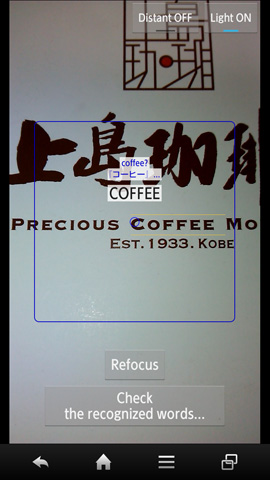 Distant OFF
Light ON
上島珈琲
coffee?
[コーヒー] ...
COFFEE
PRECIOUS COFFEE MO
EST. 1933. KOBE
Refocus
Check
the recognized words...